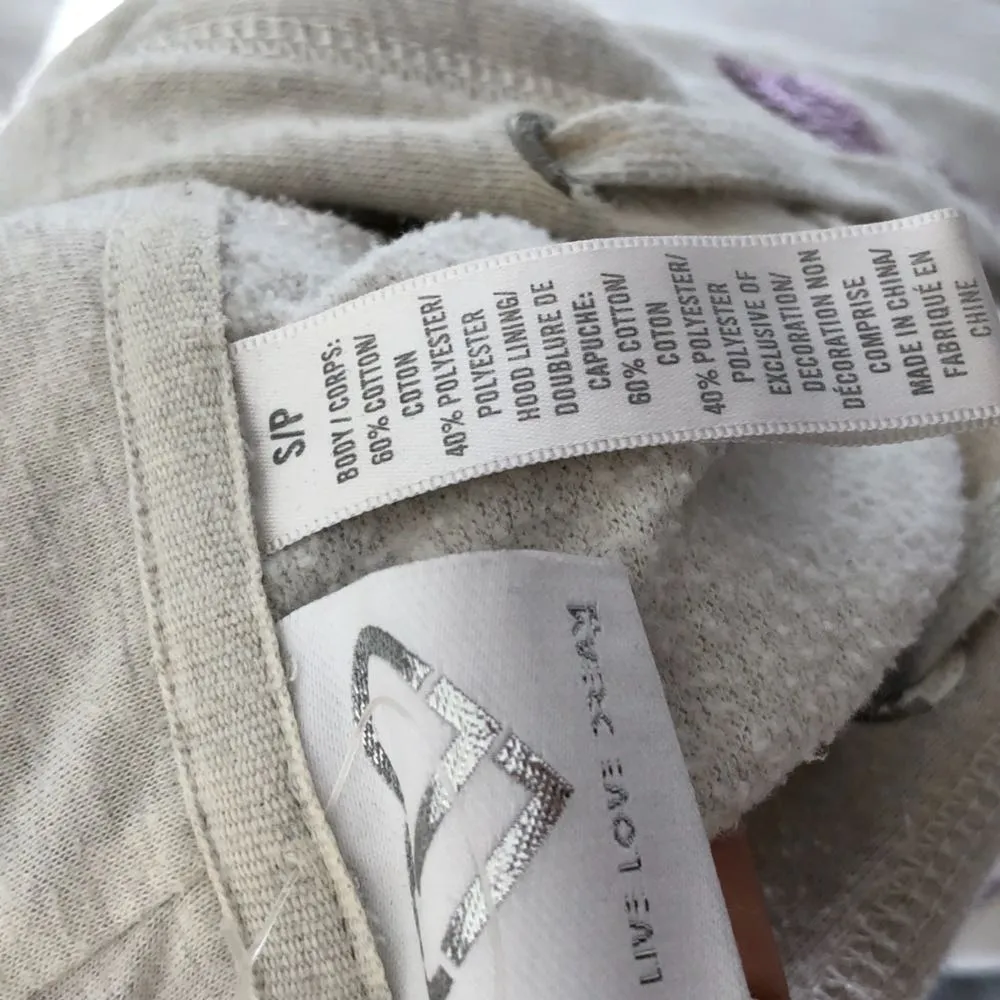 S/P
BODY / CORPS:
60% COTTON/
COTON
40% POLYESTER/
POLYESTER
HOOD LINING/
DOUBLURE DE
CAPUCHE:
60% COTTON/
COTON
40% POLYESTER/
POLYESTER
EXCLUSIVE OF
DECORATION/
DÉCORATION NON
COMPRISE
MADE IN CHINA/
FABRIQUÉ EN
CHINE
LIVE LOVE DREAM